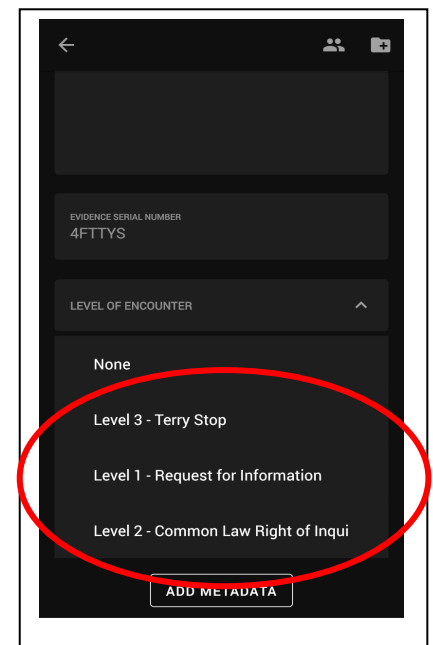 EVIDENCE SERIAL NUMBER
4FTTYS
LEVEL OF ENCOUNTER
None
Level 3 - Terry Stop
Level 1 - Request for Information
Level 2 - Common Law Right of Inqui
ADD METADATA